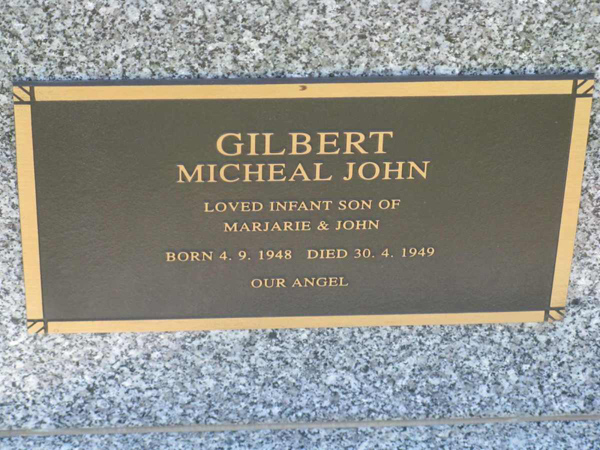 GILBERT
MICHEAL JOHN
LOVED INFANT SON OF
MARJARIE & JOHN
BORN 4. 9. 1948 DIED 30. 4. 1949
OUR ANGEL